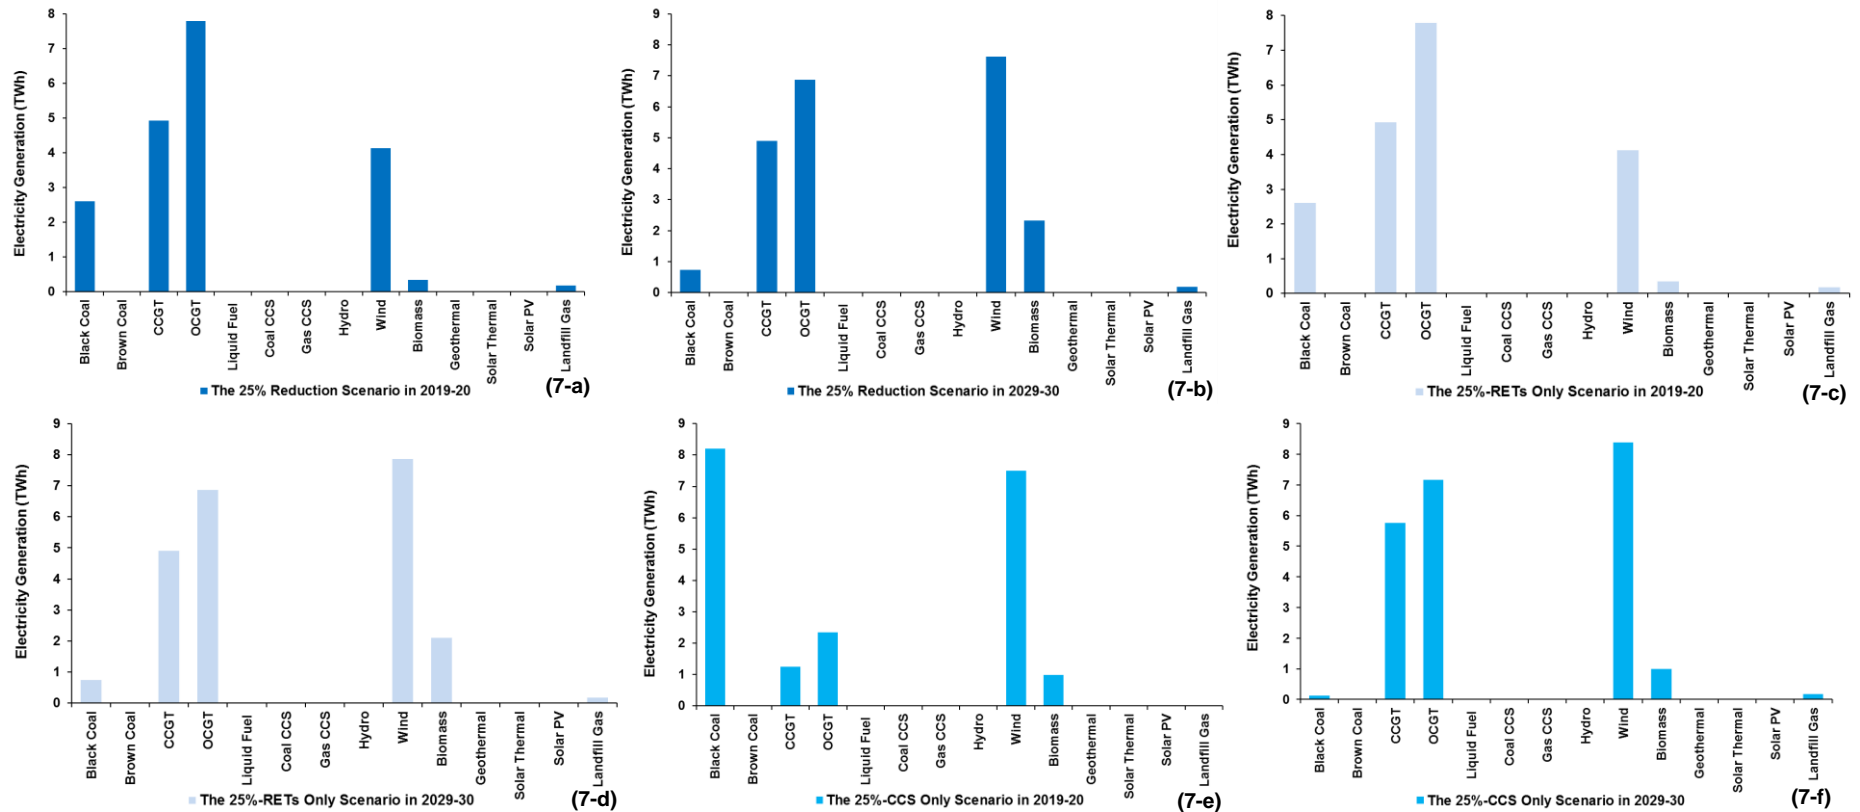 Electricity Generation (TWh)
8
7
6
5
4
3
2
1
0
Black Coal
Brown Coal
CCGT
OCGT
Liquid Fuel
Coal CCS
Gas CCS
Hydro
Wind
Biomass
Geothermal
Solar Thermal
Solar PV
Landfill Gas
The 25% Reduction Scenario in 2019-20
(7-a)
Electricity Generation (TWh)
9
8
7
6
5
4
3
2
1
0
Black Coal
Brown Coal
CCGT
OCGT
Liquid Fuel
Coal CCS
Gas CCS
Hydro
Wind
Biomass
Geothermal
Solar Thermal
Solar PV
Landfill Gas
The 25% Reduction Scenario in 2029-30
(7-b)
Electricity Generation (TWh)
8
7
6
5
4
3
2
1
0
Black Coal
Brown Coal
CCGT
OCGT
Liquid Fuel
Coal CCS
Gas CCS
Hydro
Wind
Biomass
Geothermal
Solar Thermal
Solar PV
Landfill Gas
The 25%-RETs Only Scenario in 2019-20
(7-c)
Electricity Generation (TWh)
9
8
7
6
5
4
3
2
1
0
Black Coal
Brown Coal
CCGT
OCGT
Liquid Fuel
Coal CCS
Gas CCS
Hydro
Wind
Biomass
Geothermal
Solar Thermal
Solar PV
Landfill Gas
The 25%-RETs Only Scenario in 2029-30
(7-d)
Electricity Generation (TWh)
9
8
7
6
5
4
3
2
1
0
Black Coal
Brown Coal
CCGT
OCGT
Liquid Fuel
Coal CCS
Gas CCS
Hydro
Wind
Biomass
Geothermal
Solar Thermal
Solar PV
Landfill Gas
The 25%-CCS Only Scenario in 2019-20
(7-e)
Electricity Generation (TWh)
9
8
7
6
5
4
3
2
1
0
Black Coal
Brown Coal
CCGT
OCGT
Liquid Fuel
Coal CCS
Gas CCS
Hydro
Wind
Biomass
Geothermal
Solar Thermal
Solar PV
Landfill Gas
The 25%-CCS Only Scenario in 2029-30
(7-f)